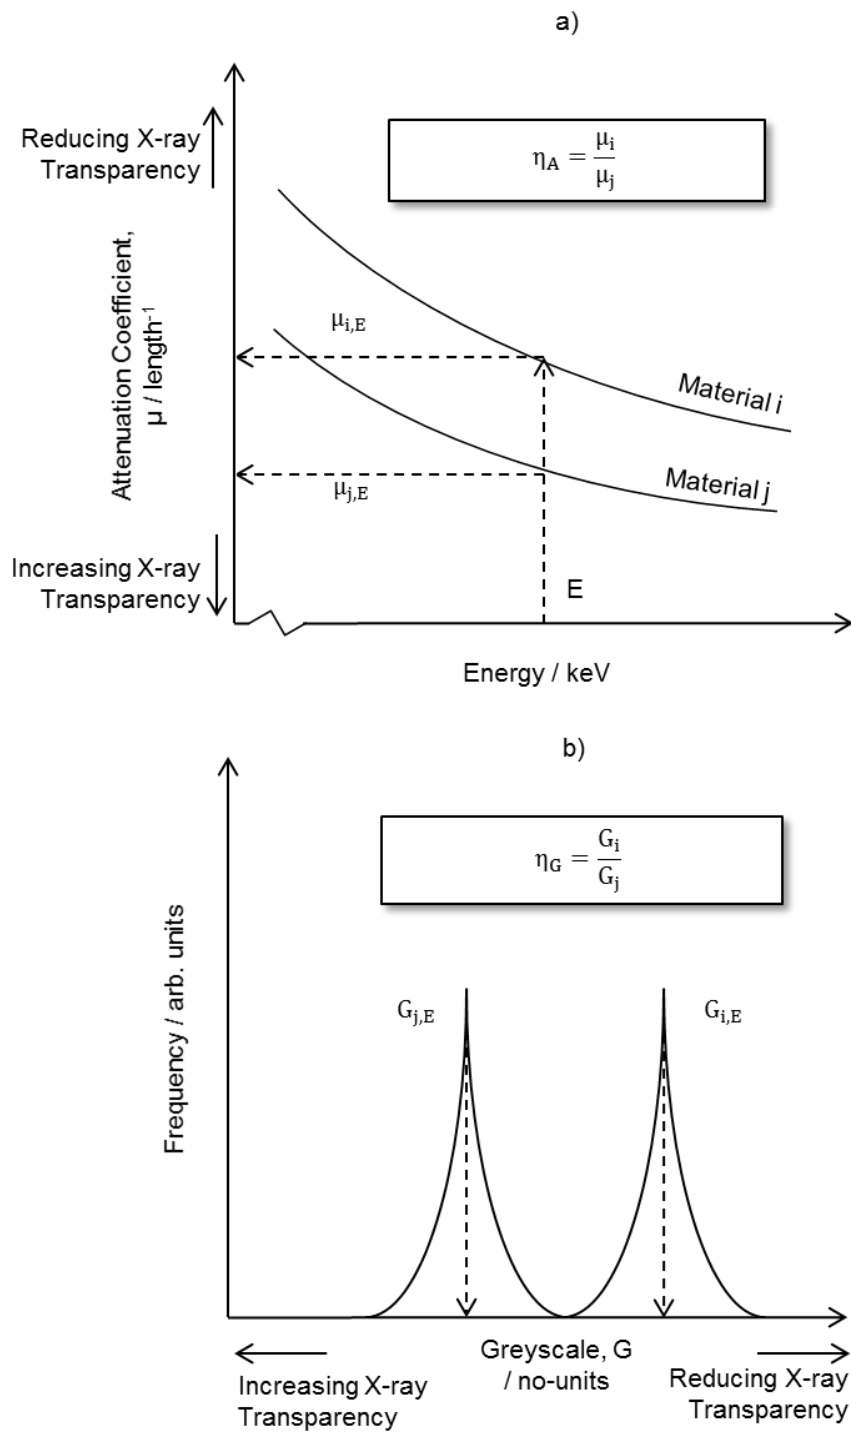 a)
Reducing X-ray
Transparency
η_A = μ_i / μ_j
Attenuation Coefficient,
μ / length⁻¹
μ_i,E
Material i
μ_j,E
Material j
Increasing X-ray
Transparency
E
Energy / keV
b)
η_G = G_i / G_j
Frequency / arb. units
G_j,E
G_i,E
Greyscale, G
/ no-units
Increasing X-ray
Transparency
Reducing X-ray
Transparency